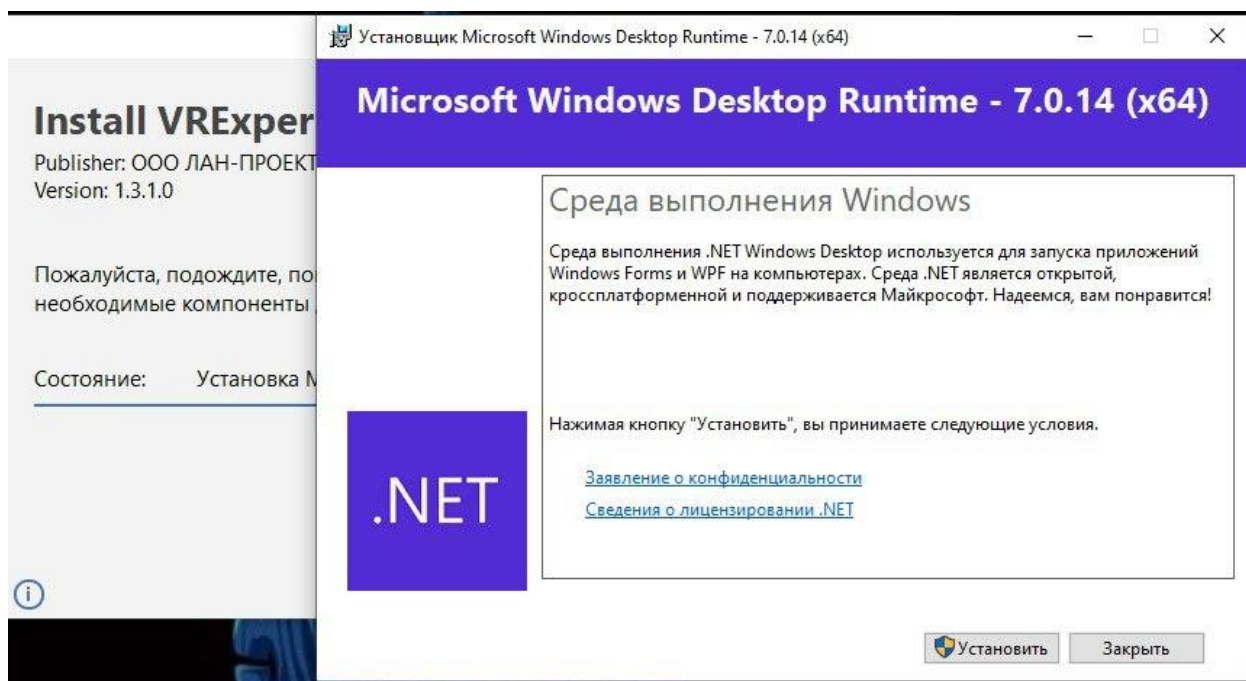 Установщик Microsoft Windows Desktop Runtime - 7.0.14 (x64)
Microsoft Windows Desktop Runtime - 7.0.14 (x64)
Install VRExper
Publisher: ООО ЛАН-ПРОЕКТ
Version: 1.3.1.0
Пожалуйста, подождите,
необходимые компоненты
Состояние: Установка
Среда выполнения Windows
Среда выполнения .NET Windows Desktop используется для запуска приложений
Windows Forms и WPF на компьютерах. Среда .NET является открытой,
кроссплатформенной и поддерживается Майкрософт. Надеемся, вам понравится!
Нажимая кнопку "Установить", вы принимаете следующие условия.
Заявление о конфиденциальности
Сведения о лицензировании .NET
.NET
Установить Закрыть